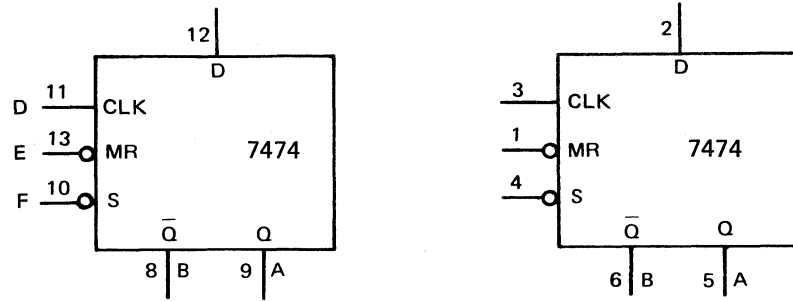 12
D
D 11 CLK
E 13 MR 7474
F 10 S
Q̅ Q
8 B 9 A
2
D
3 CLK
1 MR 7474
4 S
Q̅ Q
6 B 5 A